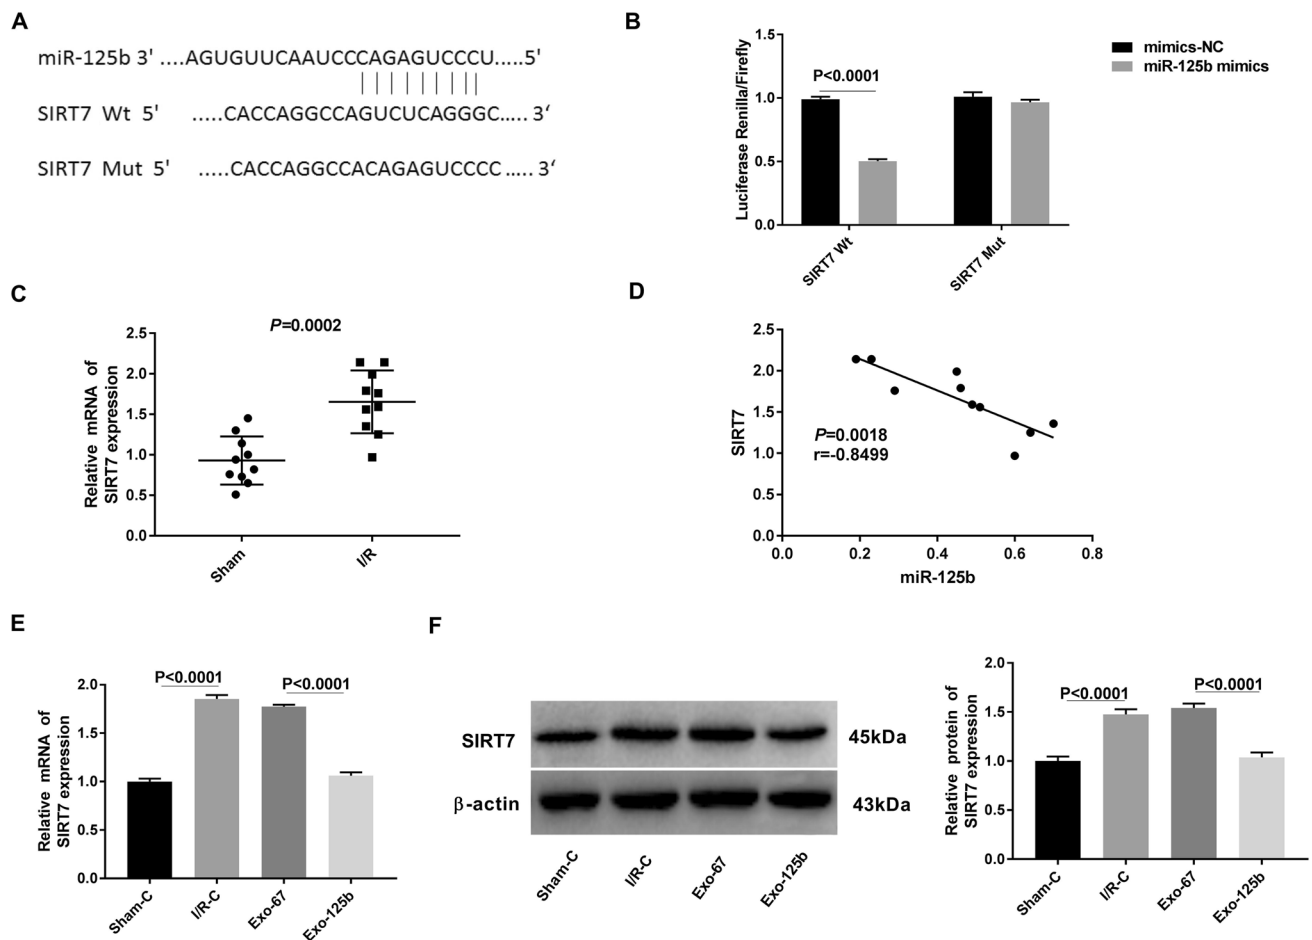 A
miR-125b 3' ....AGUGUUCAAUCCCAGAGUCCCU.....5'
SIRT7 Wt 5' .....CACCAGGCCAGUCUCAGGGC..... 3‘
SIRT7 Mut 5' .....CACCAGGCCACAGAGUCCCC ..... 3‘
B
Luciferase Renilla/Firefly
1.5
1.0
0.5
0.0
P<0.0001
SIRT7 Wt
SIRT7 Mut
mimics-NC
miR-125b mimics
C
P=0.0002
Relative mRNA of
SIRT7 expression
2.5
2.0
1.5
1.0
0.5
0.0
Sham
I/R
D
SIRT7
2.5
2.0
1.5
1.0
0.5
0.0
P=0.0018
r=-0.8499
0.0 0.2 0.4 0.6 0.8
miR-125b
E
Relative mRNA of
SIRT7 expression
2.0
1.5
1.0
0.5
0.0
P<0.0001
P<0.0001
Sham-C
I/R-C
Exo-67
Exo-125b
F
SIRT7
45kDa
β-actin
43kDa
Sham-C
I/R-C
Exo-67
Exo-125b
Relative protein of
SIRT7 expression
2.0
1.5
1.0
0.5
0.0
P<0.0001
P<0.0001
Sham-C
I/R-C
Exo-67
Exo-125b